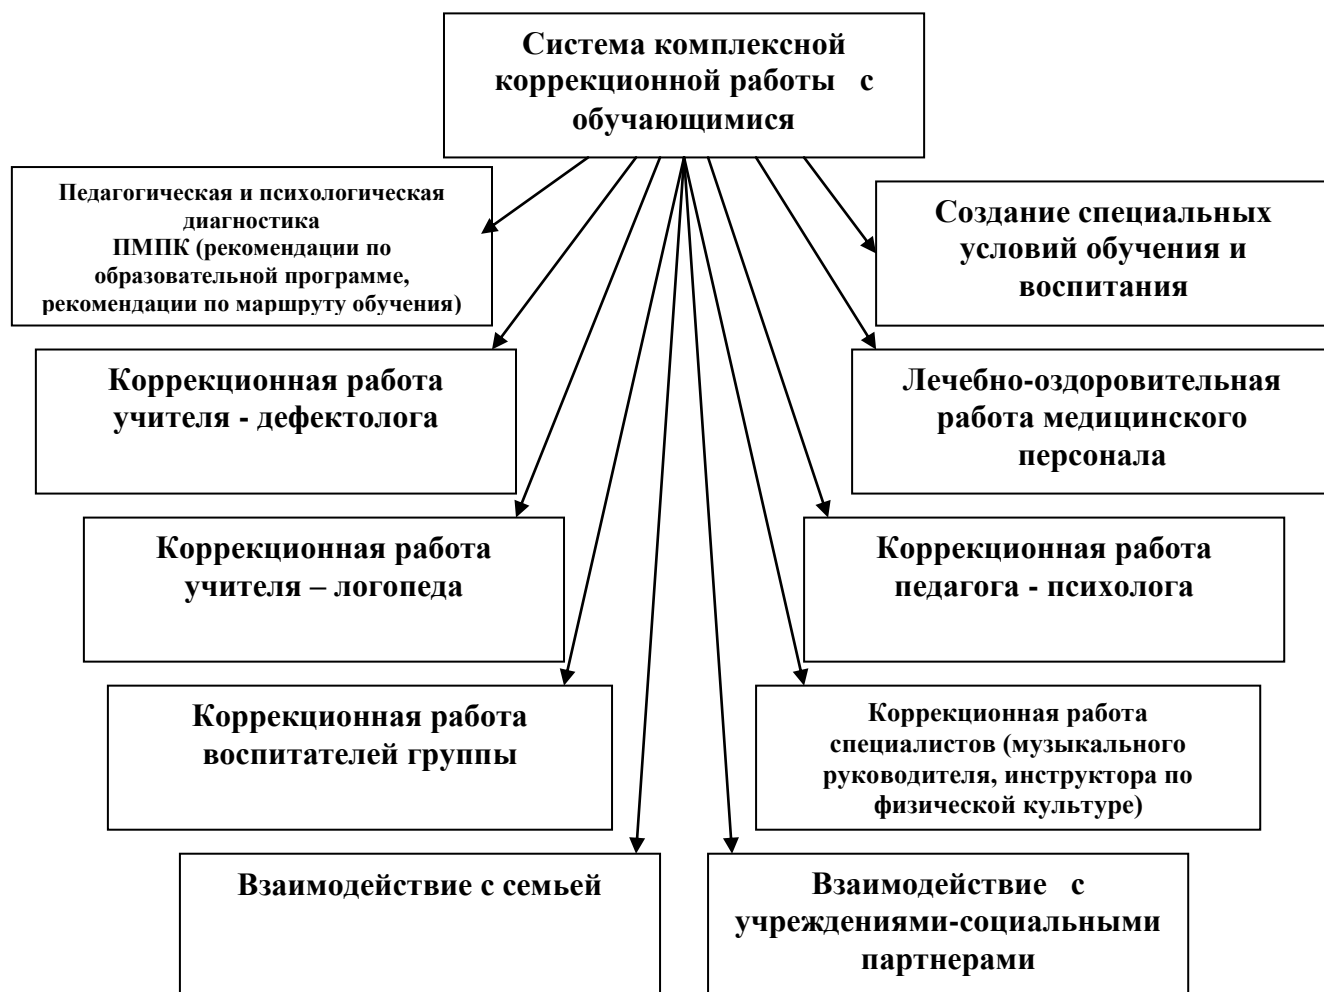 Система комплексной
коррекционной работы с
обучающимися
Педагогическая и психологическая
диагностика
ПМПК (рекомендации по
образовательной программе,
рекомендации по маршруту обучения)
Создание специальных
условий обучения и
воспитания
Коррекционная работа
учителя - дефектолога
Лечебно-оздоровительная
работа медицинского
персонала
Коррекционная работа
учителя – логопеда
Коррекционная работа
педагога - психолога
Коррекционная работа
воспитателей группы
Коррекционная работа
специалистов (музыкального
руководителя, инструктора по
физической культуре)
Взаимодействие с семьей
Взаимодействие с
учреждениями-социальными
партнерами